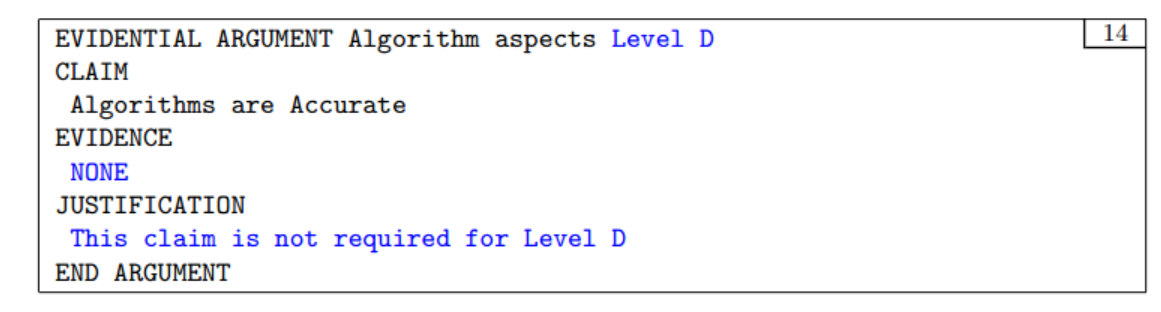 EVIDENTIAL ARGUMENT Algorithm aspects Level D
14
CLAIM
Algorithms are Accurate
EVIDENCE
NONE
JUSTIFICATION
This claim is not required for Level D
END ARGUMENT